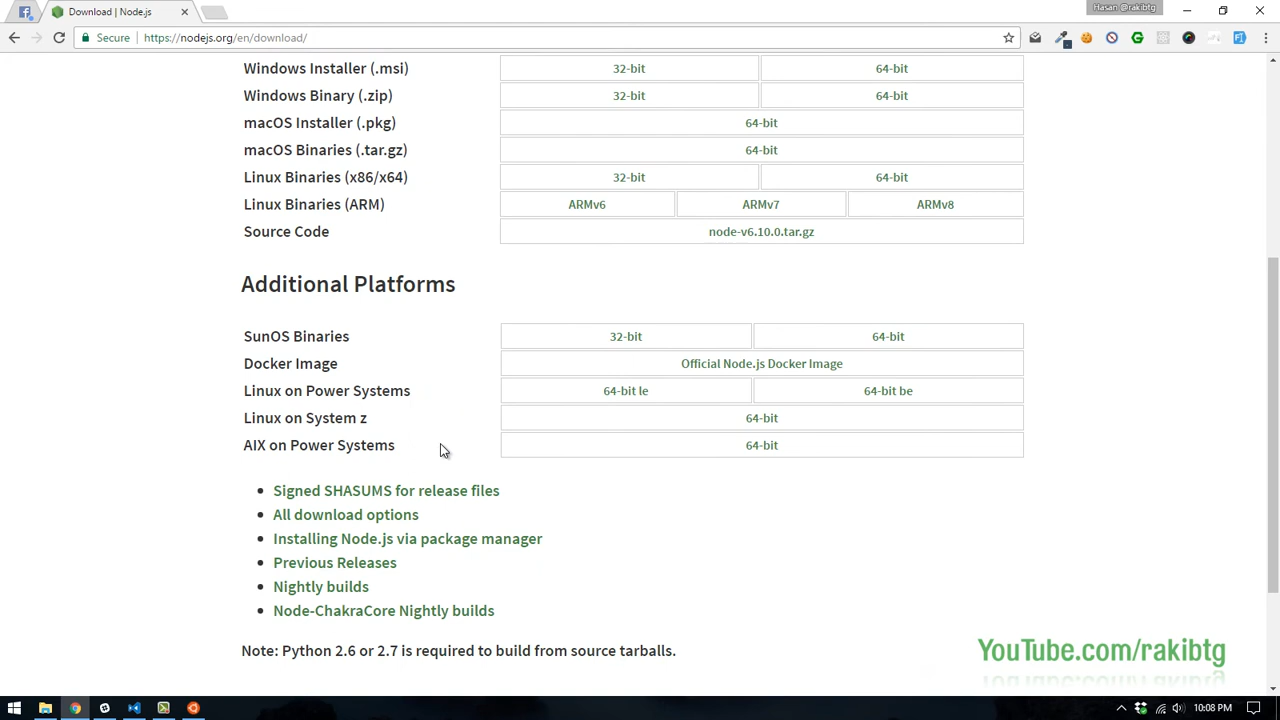 Download | Node.js
Hasan @rakibtg
Secure
https://nodejs.org/en/download/
Windows Installer (.msi) 32-bit 64-bit
Windows Binary (.zip) 32-bit 64-bit
macOS Installer (.pkg) 64-bit
macOS Binaries (.tar.gz) 64-bit
Linux Binaries (x86/x64) 32-bit 64-bit
Linux Binaries (ARM) ARMv6 ARMv7 ARMv8
Source Code node-v6.10.0.tar.gz
Additional Platforms
SunOS Binaries 32-bit 64-bit
Docker Image Official Node.js Docker Image
Linux on Power Systems 64-bit le 64-bit be
Linux on System z 64-bit
AIX on Power Systems 64-bit
Signed SHASUMS for release files
All download options
Installing Node.js via package manager
Previous Releases
Nightly builds
Node-ChakraCore Nightly builds
Note: Python 2.6 or 2.7 is required to build from source tarballs.
YouTube.com/rakibtg
10:08 PM